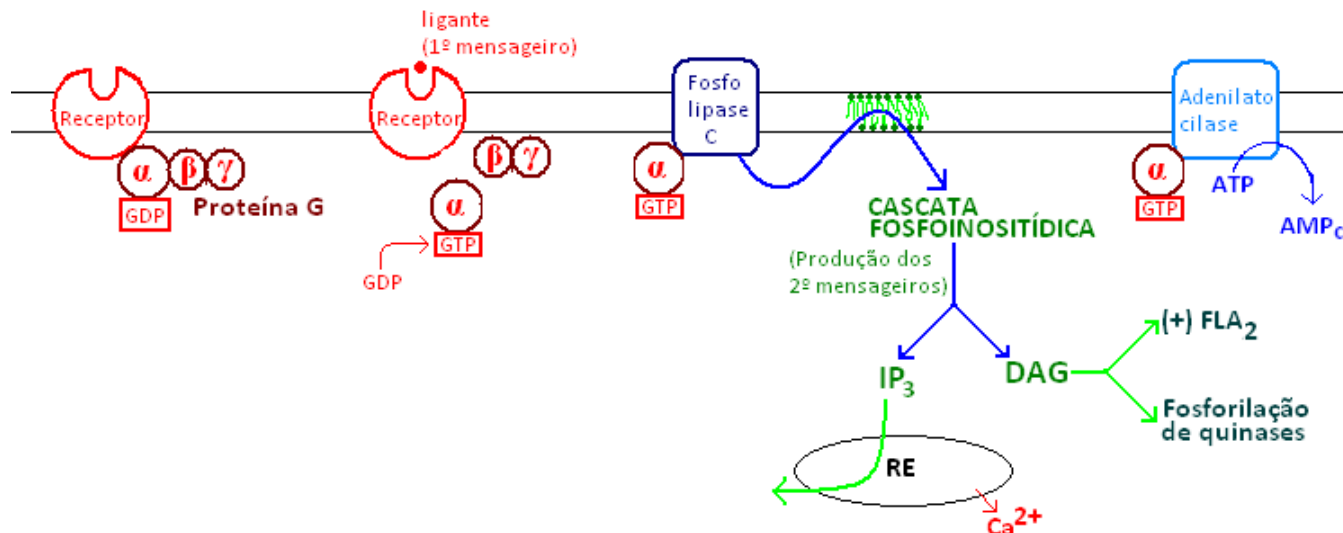 ligante
(1º mensageiro)
Receptor
α β γ
GDP
Proteína G
Receptor
β γ
α
GTP
GDP
Fosfo
lipase
C
α
GTP
CASCATA
FOSFOINOSITÍDICA
(Produção dos
2º mensageiros)
IP3
DAG
(+) FLA2
Fosforilação
de quinases
RE
Ca2+
Adenilato
cilase
α
GTP
ATP
AMPc